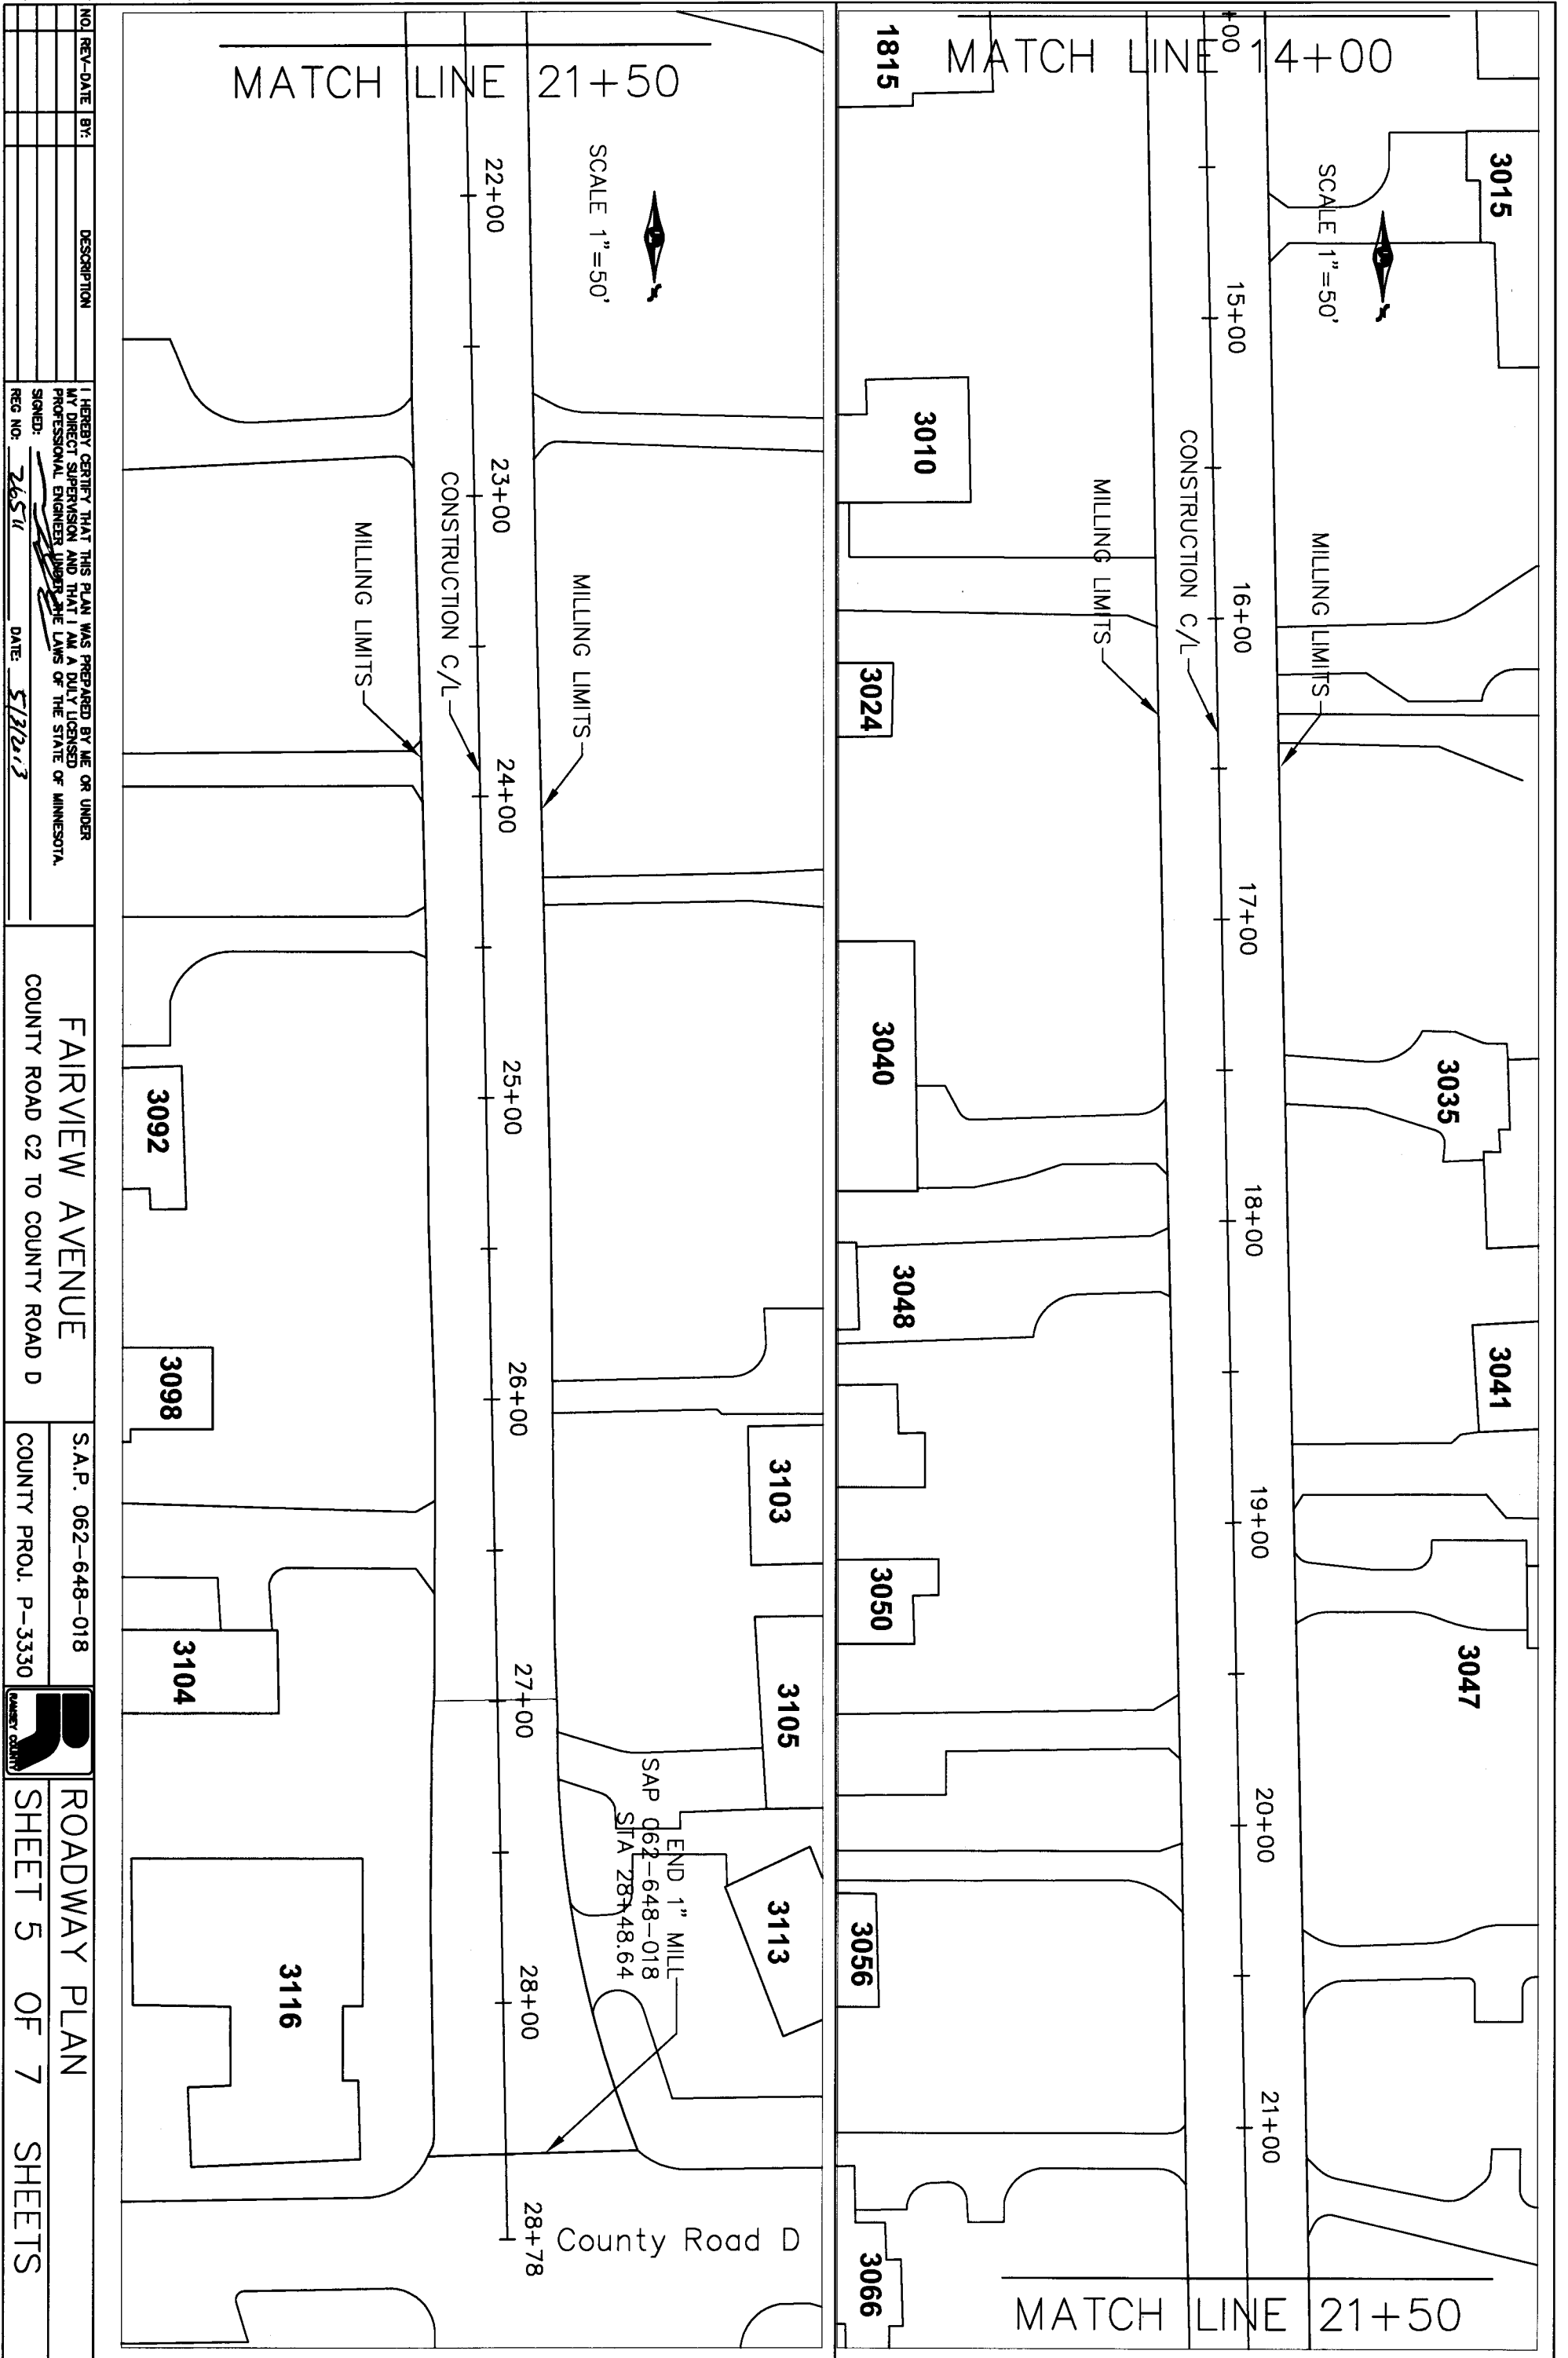 MATCH LINE 14+00
+00
SCALE 1"=50'
15+00
16+00
17+00
18+00
19+00
20+00
21+00
MILLING LIMITS
CONSTRUCTION C/L
MILLING LIMITS
3015
3035
3041
3047
1815
3010
3024
3040
3048
3050
3056
3066
MATCH LINE 21+50
MATCH LINE 21+50
SCALE 1"=50'
22+00
23+00
24+00
25+00
26+00
27+00
28+00
28+78
MILLING LIMITS
CONSTRUCTION C/L
MILLING LIMITS
3103
3105
3113
END 1" MILL
SAP 062-648-018
STA 28+48.64
County Road D
3092
3098
3104
3116
NO. REV-DATE BY: DESCRIPTION
I HEREBY CERTIFY THAT THIS PLAN WAS PREPARED BY ME OR UNDER
MY DIRECT SUPERVISION AND THAT I AM A DULY LICENSED
PROFESSIONAL ENGINEER UNDER THE LAWS OF THE STATE OF MINNESOTA.
SIGNED:
REG NO: DATE:
FAIRVIEW AVENUE
COUNTY ROAD C2 TO COUNTY ROAD D
S.A.P. 062-648-018
COUNTY PROJ. P-3330
RAMSEY COUNTY
ROADWAY PLAN
SHEET 5 OF 7 SHEETS